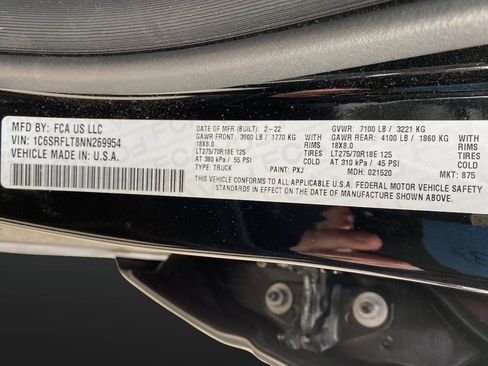 MFD BY: FCA US LLC
VIN: 1C6SRFLT8NN269954
VEHICLE MADE IN: U.S.A.
DATE OF MFR (BUILT): 2-22 GVWR: 7100 LB / 3221 KG
GAWR FRONT: 3900 LB / 1770 KG WITH GAWR REAR: 4100 LB / 1860 KG WITH
18X8.0 RIMS 18X8.0 RIMS
LT275/70R18E 125 TIRES LT275/70R18E 125 TIRES
AT 380 kPa / 55 PSI AT 310 kPa / 45 PSI
TYPE: TRUCK PAINT: PXJ MDH: 021520 MKT: 875
THIS VEHICLE CONFORMS TO ALL APPLICABLE U.S.A. FEDERAL MOTOR VEHICLE SAFETY
STANDARDS IN EFFECT ON THE DATE OF MANUFACTURE SHOWN ABOVE.